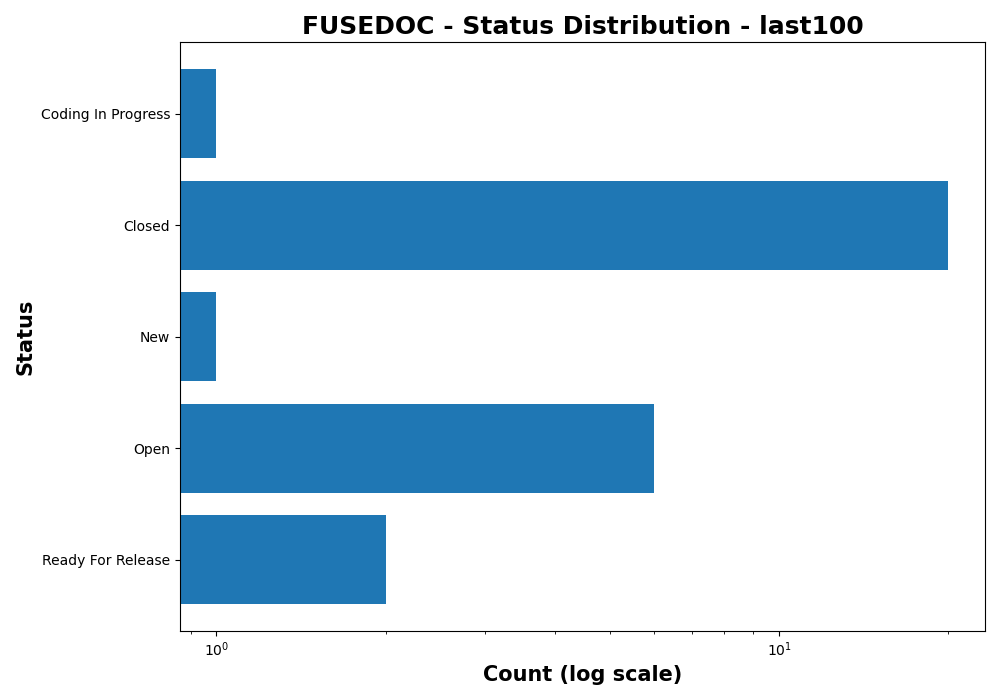 FUSEDOC - Status Distribution - last100
Coding In Progress
Closed
New
Open
Ready For Release
Status
10⁰
10¹
Count (log scale)